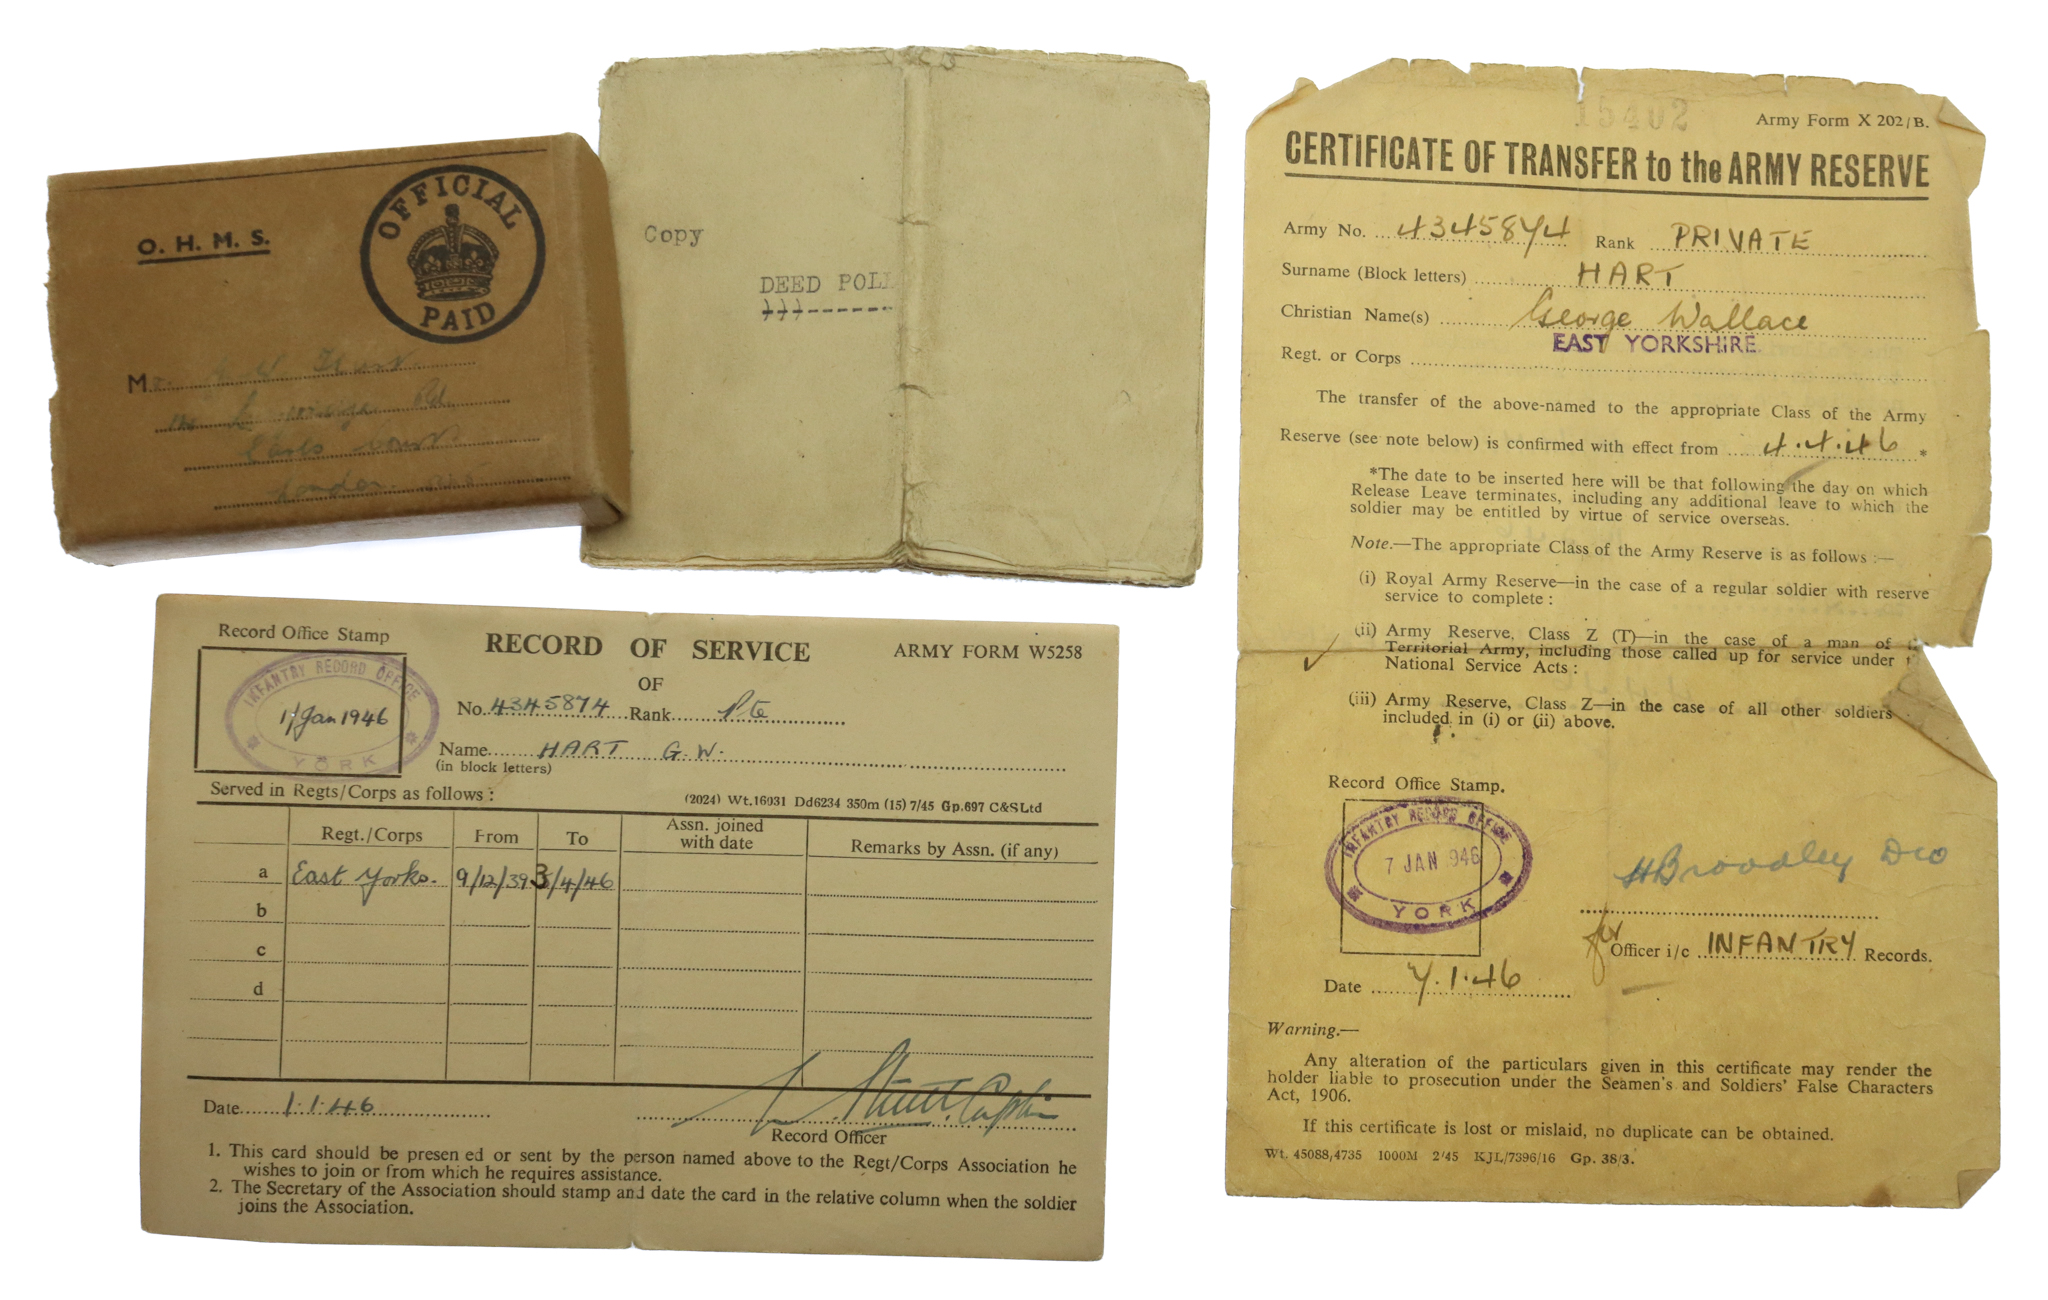 O. H. M. S.
OFFICIAL
PAID
Mr. Hart
Rd.
Earls Court
London
Copy
DEED POLL
)))-------
Record Office Stamp
RECORD OF SERVICE
ARMY FORM W5258
OF
INFANTRY RECORD OFFICE
1 Jan 1946
YORK
No. 4345874 Rank Pte
Name HART G.W.
(in block letters)
Served in Regts/Corps as follows :
(2024) Wt.16031 Dd6234 350m (15) 7/45 Gp.697 C&SLtd
Regt./Corps From To Assn. joined with date Remarks by Assn. (if any)
a East Yorks. 9/12/39 3/4/46
b
c
d
Date 1.1.46
Captain
Record Officer
1. This card should be presen ed or sent by the person named above to the Regt/Corps Association he
wishes to join or from which he requires assistance.
2. The Secretary of the Association should stamp and date the card in the relative column when the soldier
joins the Association.
15402
Army Form X 202/B.
CERTIFICATE OF TRANSFER to the ARMY RESERVE
Army No. 4345874 Rank PRIVATE
Surname (Block letters) HART
Christian Name(s) George Wallace
EAST YORKSHIRE.
Regt. or Corps
The transfer of the above-named to the appropriate Class of the Army
Reserve (see note below) is confirmed with effect from 4.4.46 *
*The date to be inserted here will be that following the day on which
Release Leave terminates, including any additional leave to which the
soldier may be entitled by virtue of service overseas.
Note.—The appropriate Class of the Army Reserve is as follows :—
(i) Royal Army Reserve—in the case of a regular soldier with reserve
service to complete :
(ii) Army Reserve, Class Z (T)—in the case of a man of
Territorial Army, including those called up for service under
National Service Acts :
(iii) Army Reserve, Class Z—in the case of all other soldiers
included in (i) or (ii) above.
Record Office Stamp.
INFANTRY RECORD OFFICE
7 JAN 1946
YORK
H Broadley
for Officer i/c INFANTRY Records.
Date 7.1.46
Warning.—
Any alteration of the particulars given in this certificate may render the
holder liable to prosecution under the Seamen's and Soldiers' False Characters
Act, 1906.
If this certificate is lost or mislaid, no duplicate can be obtained.
Wt. 45088/4735 1000M 2/45 KJL/7396/16 Gp. 38/3.